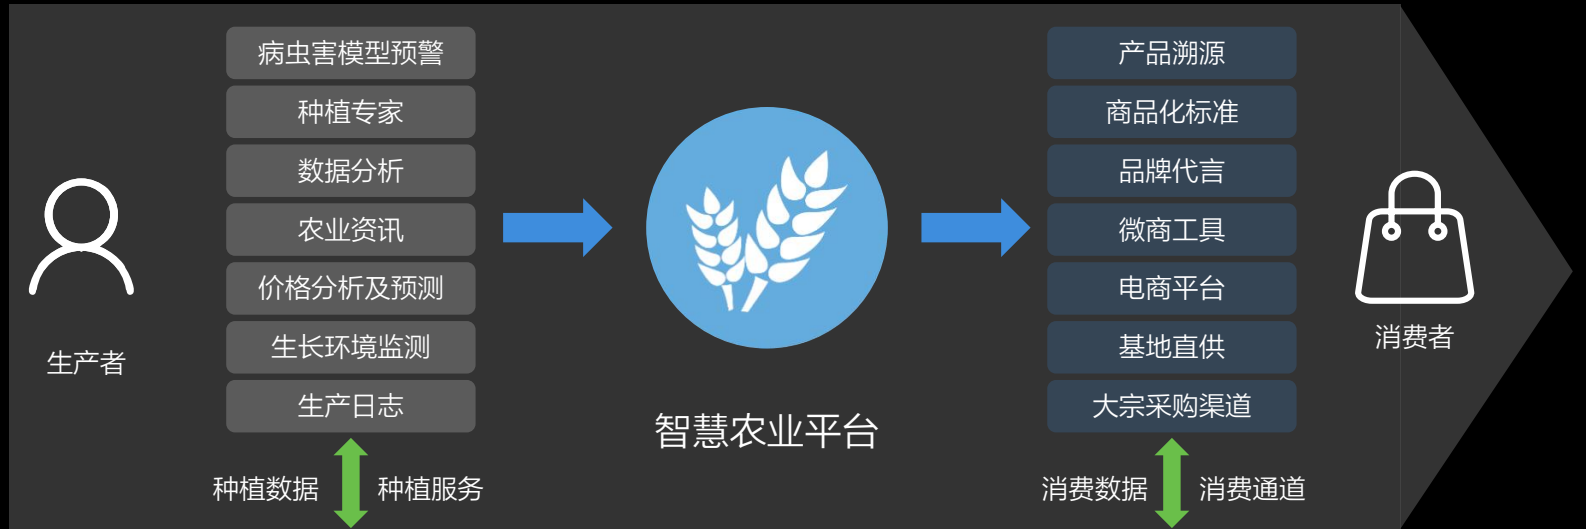 生产者
病虫害模型预警
种植专家
数据分析
农业资讯
价格分析及预测
生长环境监测
生产日志
种植数据
种植服务
智慧农业平台
产品溯源
商品化标准
品牌代言
微商工具
电商平台
基地直供
大宗采购渠道
消费数据
消费通道
消费者